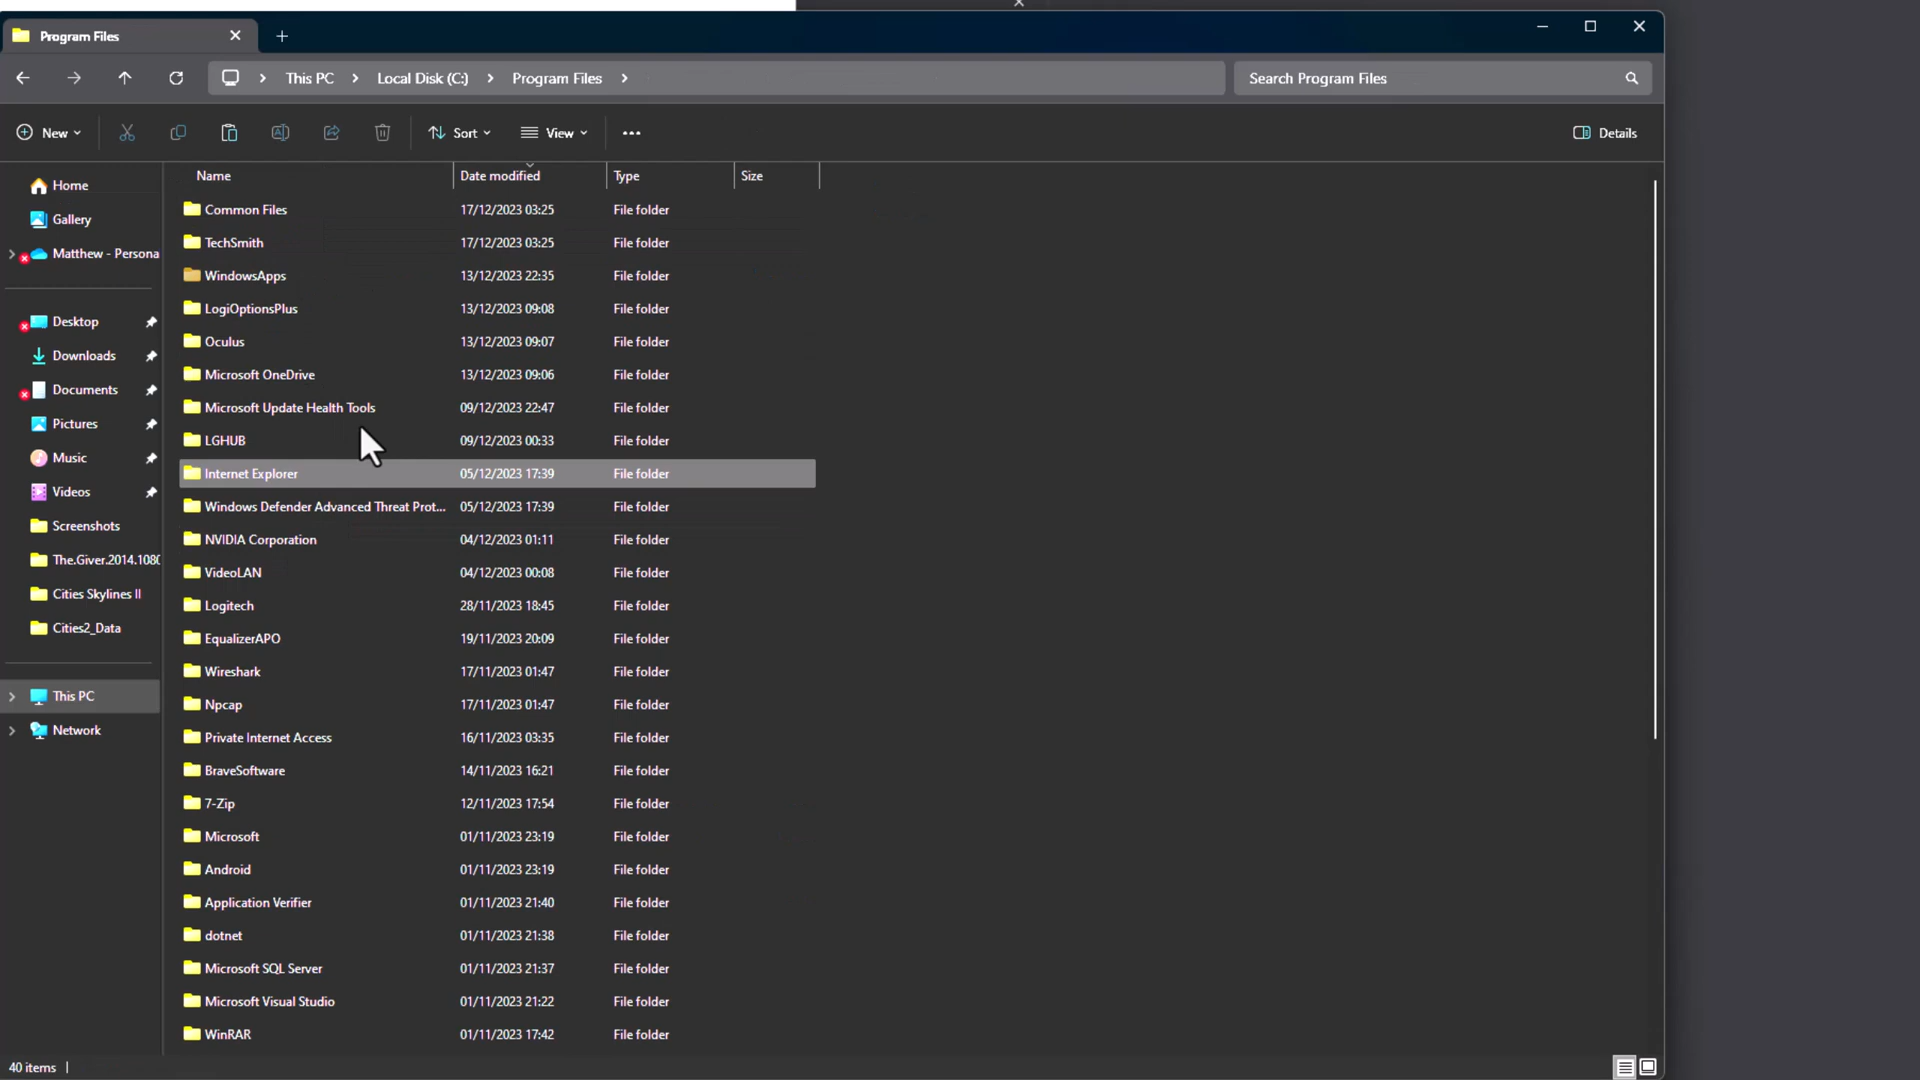 Program Files
This PC > Local Disk (C:) > Program Files >
Search Program Files
New
Sort
View
Details
Name Date modified Type Size
Home
Gallery
Matthew - Persona
Desktop
Downloads
Documents
Pictures
Music
Videos
Screenshots
The.Giver.2014.1080
Cities Skylines II
Cities2_Data
This PC
Network
Common Files 17/12/2023 03:25 File folder
TechSmith 17/12/2023 03:25 File folder
WindowsApps 13/12/2023 22:35 File folder
LogiOptionsPlus 13/12/2023 09:08 File folder
Oculus 13/12/2023 09:07 File folder
Microsoft OneDrive 13/12/2023 09:06 File folder
Microsoft Update Health Tools 09/12/2023 22:47 File folder
LGHUB 09/12/2023 00:33 File folder
Internet Explorer 05/12/2023 17:39 File folder
Windows Defender Advanced Threat Prot... 05/12/2023 17:39 File folder
NVIDIA Corporation 04/12/2023 01:11 File folder
VideoLAN 04/12/2023 00:08 File folder
Logitech 28/11/2023 18:45 File folder
EqualizerAPO 19/11/2023 20:09 File folder
Wireshark 17/11/2023 01:47 File folder
Npcap 17/11/2023 01:47 File folder
Private Internet Access 16/11/2023 03:35 File folder
BraveSoftware 14/11/2023 16:21 File folder
7-Zip 12/11/2023 17:54 File folder
Microsoft 01/11/2023 23:19 File folder
Android 01/11/2023 23:19 File folder
Application Verifier 01/11/2023 21:40 File folder
dotnet 01/11/2023 21:38 File folder
Microsoft SQL Server 01/11/2023 21:37 File folder
Microsoft Visual Studio 01/11/2023 21:22 File folder
WinRAR 01/11/2023 17:42 File folder
40 items